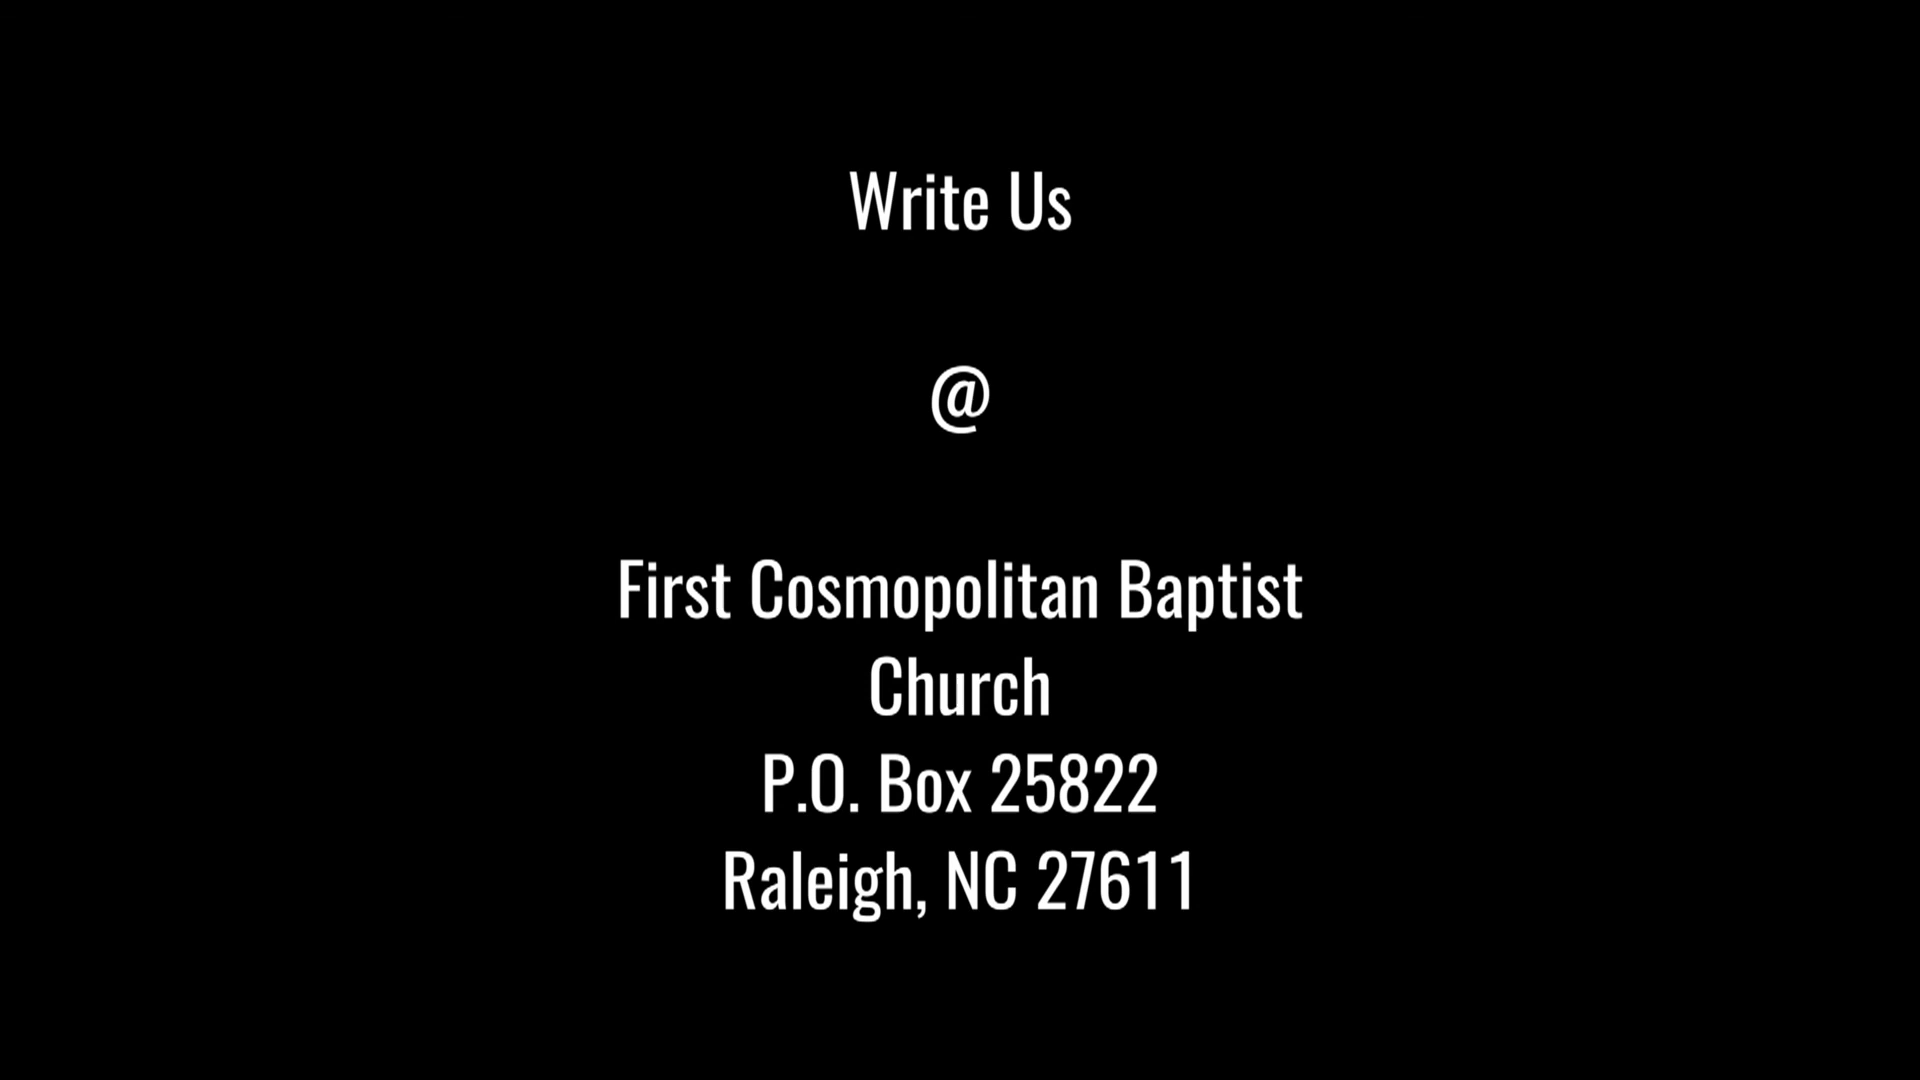 Write Us
@
First Cosmopolitan Baptist
Church
P.O. Box 25822
Raleigh, NC 27611